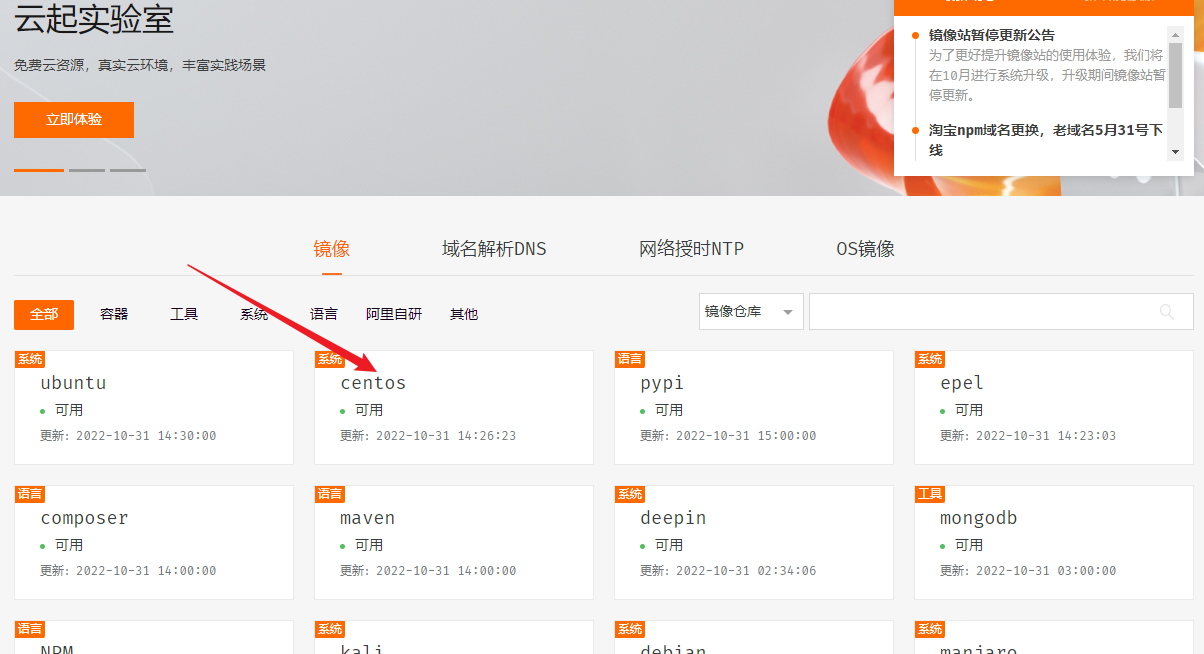 云起实验室
免费云资源，真实云环境，丰富实践场景
立即体验
镜像站暂停更新公告
为了更好提升镜像站的使用体验，我们将
在10月进行系统升级，升级期间镜像站暂
停更新。
淘宝npm域名更换，老域名5月31号下
线
镜像 域名解析DNS 网络授时NTP OS镜像
全部 容器 工具 系统 语言 阿里自研 其他 镜像仓库
系统 系统 语言 系统
ubuntu centos pypi epel
可用 可用 可用 可用
更新: 2022-10-31 14:30:00 更新: 2022-10-31 14:26:23 更新: 2022-10-31 15:00:00 更新: 2022-10-31 14:23:03
语言 语言 系统 工具
composer maven deepin mongodb
可用 可用 可用 可用
更新: 2022-10-31 14:00:00 更新: 2022-10-31 14:00:00 更新: 2022-10-31 02:34:06 更新: 2022-10-31 03:00:00
语言 系统 系统 系统
NPM kali debian manjaro